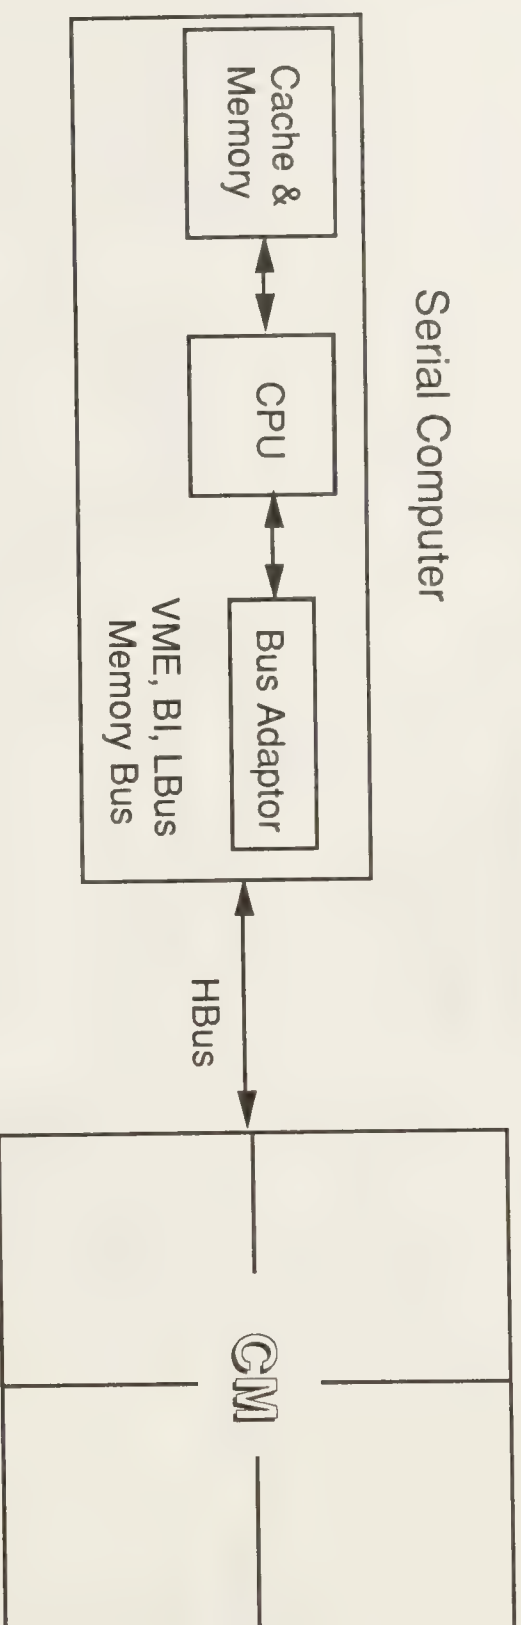 Serial Computer
Cache &
Memory
CPU
Bus Adaptor
VME, BI, LBus
Memory Bus
HBus
CM